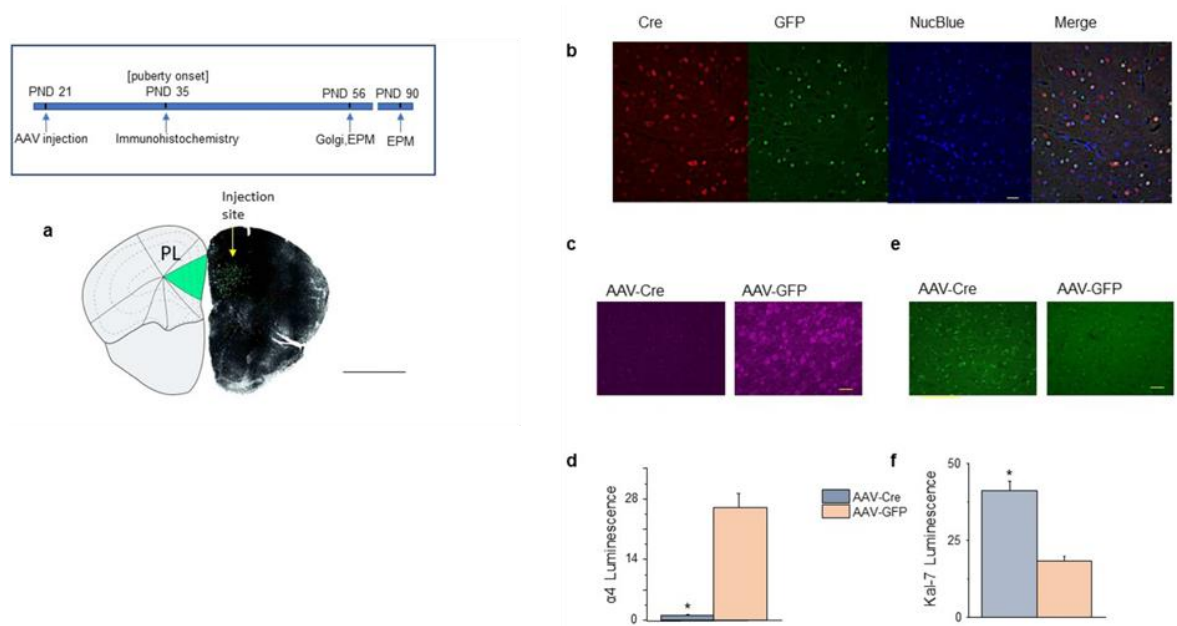 [puberty onset]
PND 21 PND 35 PND 56 PND 90
AAV injection Immunohistochemistry Golgi,EPM EPM
Injection
site
a
PL
Cre GFP NucBlue Merge
b
c e
AAV-Cre AAV-GFP AAV-Cre AAV-GFP
d f
α4 Luminescence
28
14
0
*
AAV-Cre
AAV-GFP
Kal-7 Luminescence
50
25
0
*